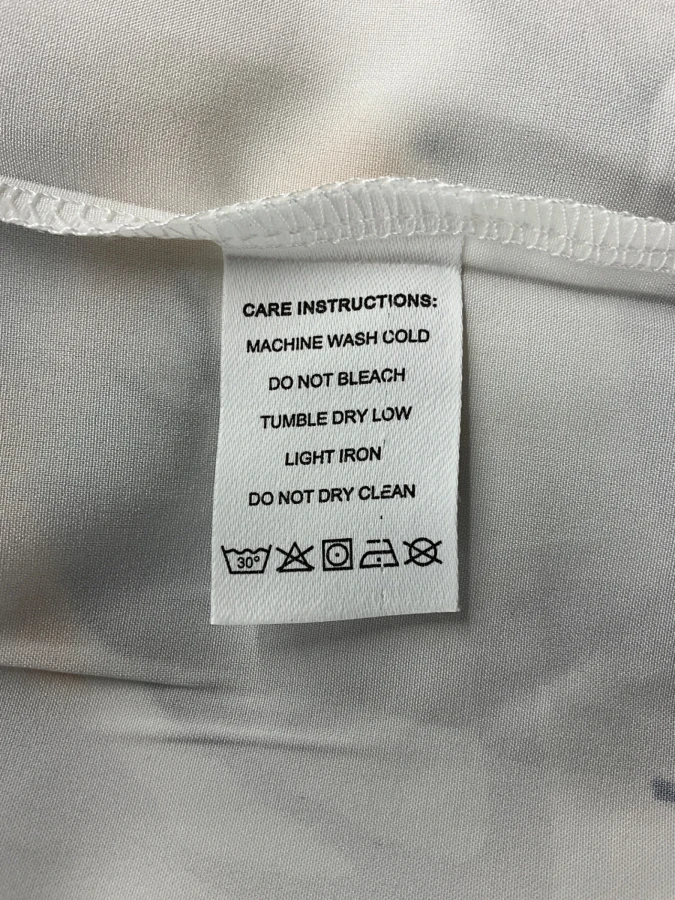 CARE INSTRUCTIONS:
MACHINE WASH COLD
DO NOT BLEACH
TUMBLE DRY LOW
LIGHT IRON
DO NOT DRY CLEAN
30°